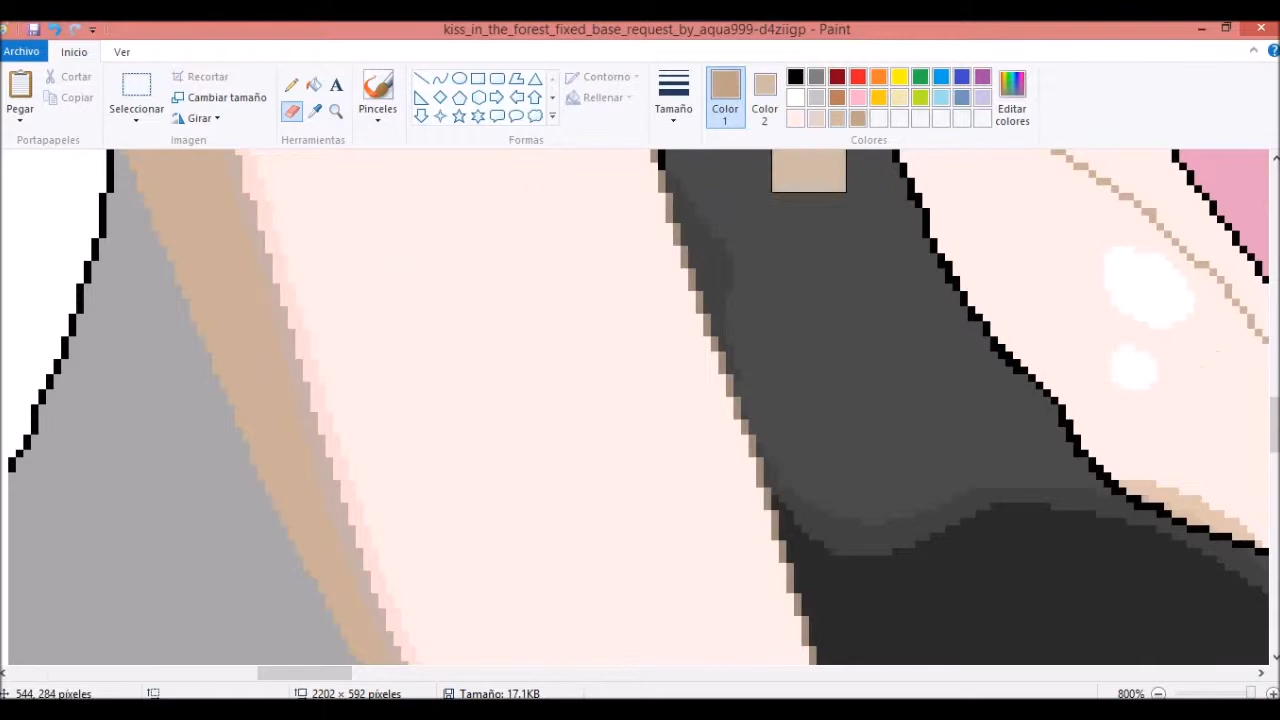 kiss_in_the_forest_fixed_base_request_by_aqua999-d4ziigp - Paint
Archivo Inicio Ver
Pegar
Cortar
Copiar
Portapapeles
Seleccionar
Recortar
Cambiar tamaño
Girar
Imagen
A
Herramientas
Pinceles
Contorno
Rellenar
Formas
Tamaño
Color 1
Color 2
Editar colores
Colores
544, 284 píxeles
2202 × 592 píxeles
Tamaño: 17.1KB
800%